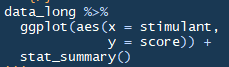 data_long %>%
ggplot(aes(x = stimulant,
y = score)) +
stat_summary()